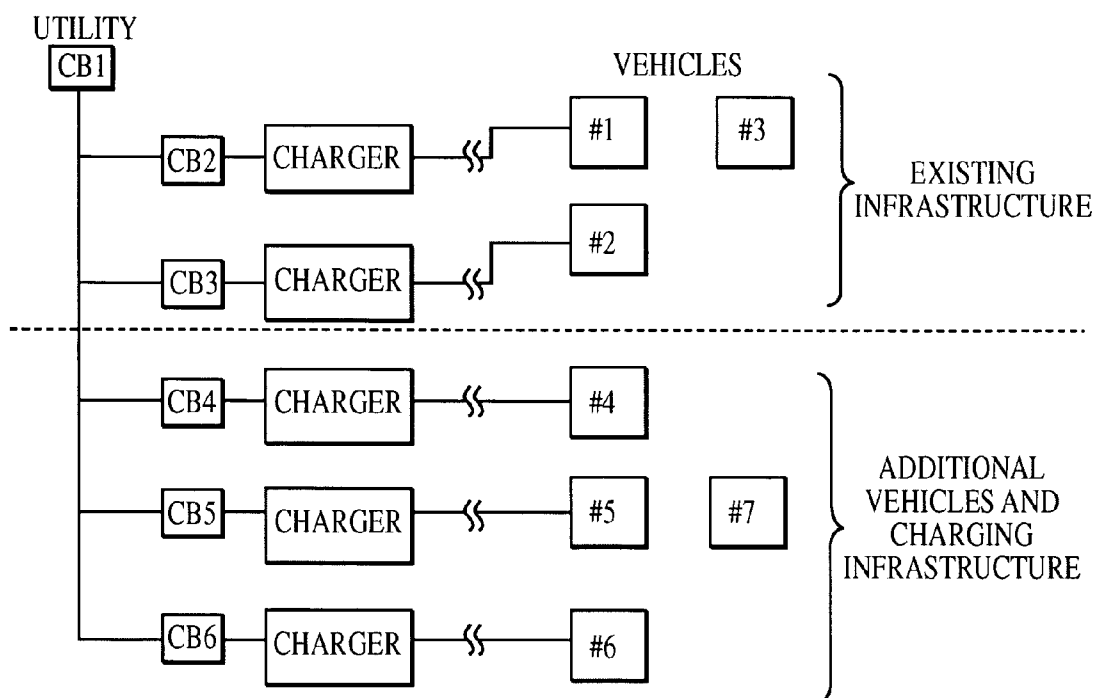 UTILITY
CB1
VEHICLES
CB2
CHARGER
#1
#3
EXISTING
INFRASTRUCTURE
CB3
CHARGER
#2
CB4
CHARGER
#4
CB5
CHARGER
#5
#7
ADDITIONAL
VEHICLES AND
CHARGING
INFRASTRUCTURE
CB6
CHARGER
#6